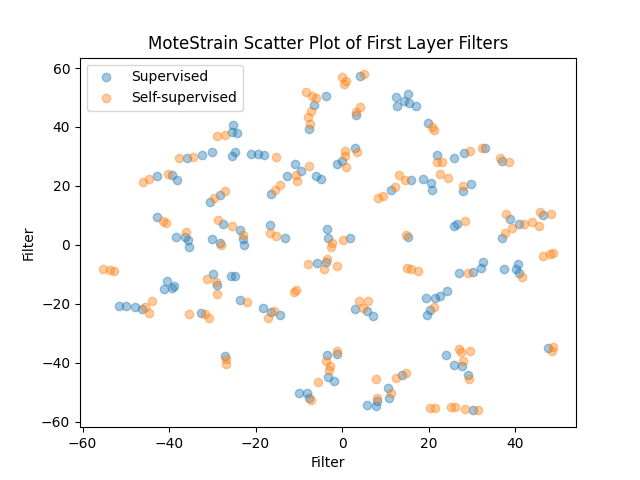 MoteStrain Scatter Plot of First Layer Filters
Supervised
Self-supervised
60
40
20
0
−20
−40
−60
Filter
−60
−40
−20
0
20
40
Filter